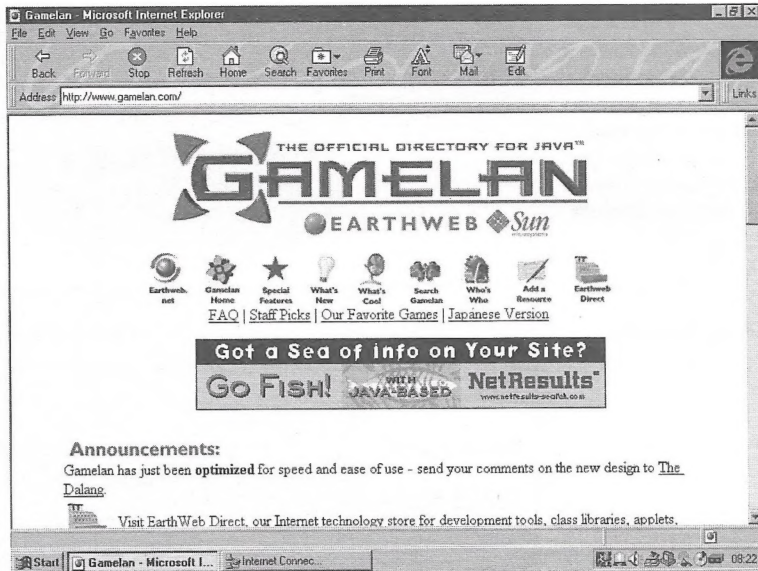 Gamelan - Microsoft Internet Explorer
File Edit View Go Favorites Help
Back Forward Stop Refresh Home Search Favorites Print Font Mail Edit
Address http://www.gamelan.com/ Links
THE OFFICIAL DIRECTORY FOR JAVA™
GAMELAN
EARTHWEB Sun
microsystems
Earthweb. Gamelan Special What's What's Search Who's Add a Earthweb
net Home Features New Cool Gamelan Who Resource Direct
FAQ | Staff Picks | Our Favorite Games | Japanese Version
Got a Sea of info on Your Site?
GO FISH! WITH JAVA-BASED NetResults
www.netresults-search.com
Announcements:
Gamelan has just been optimized for speed and ease of use - send your comments on the new design to The
Dalang.
Visit EarthWeb Direct, our Internet technology store for development tools, class libraries, applets,
Start Gamelan - Microsoft I... Internet Connec... 08:22